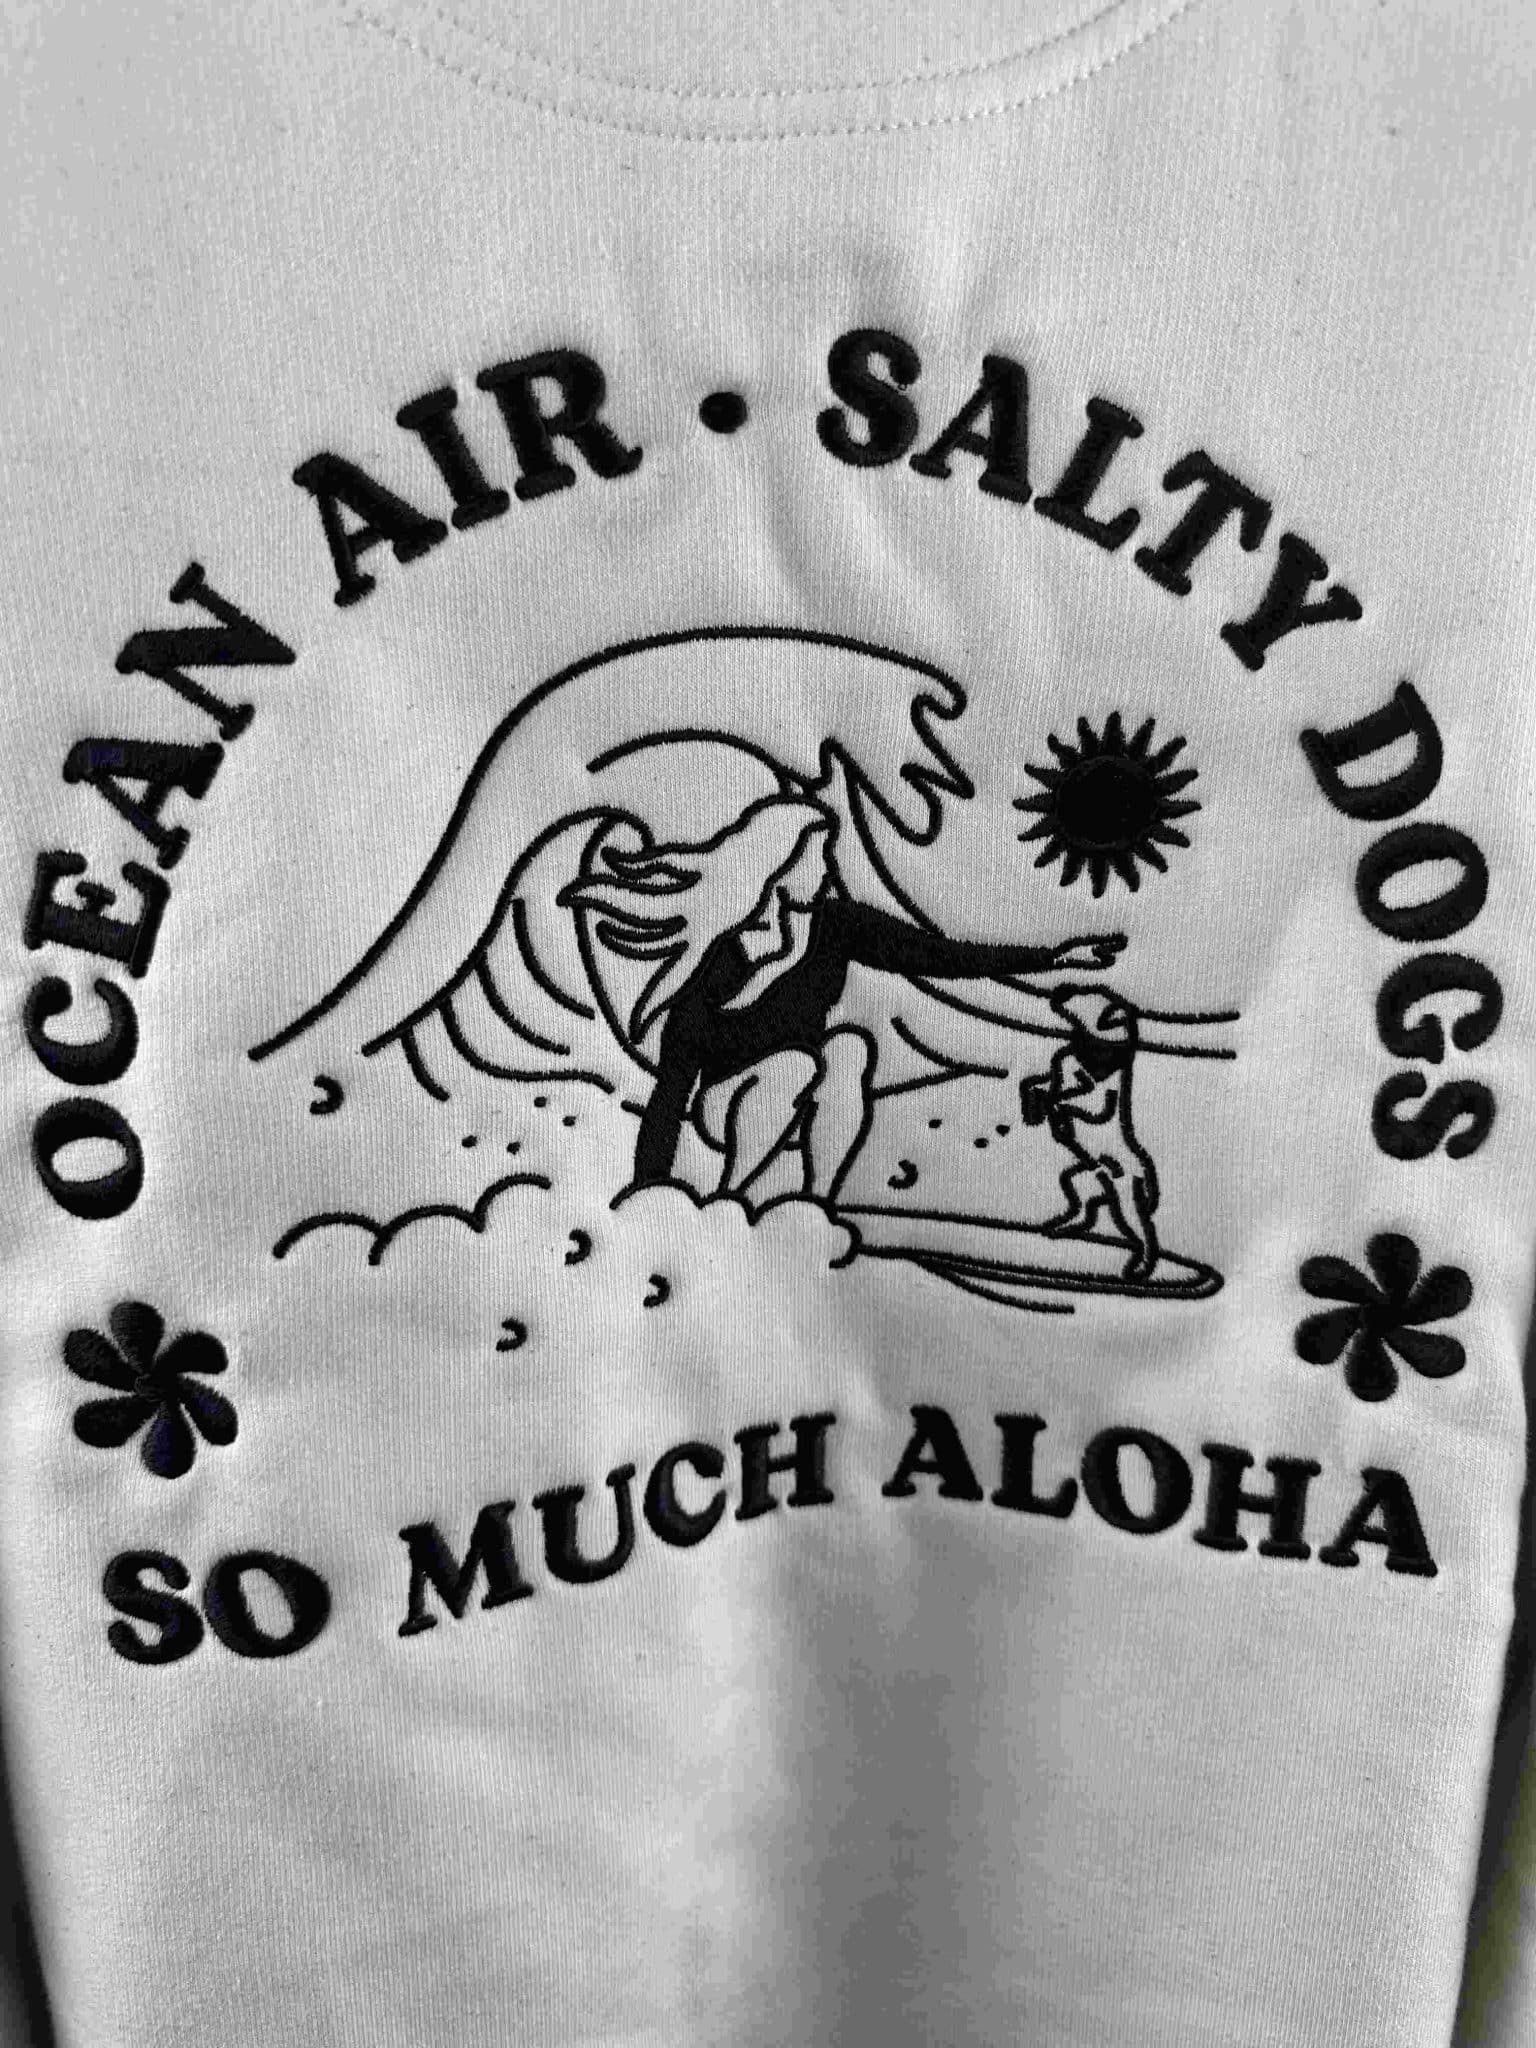 OCEAN AIR • SALTY DOGS
SO MUCH ALOHA